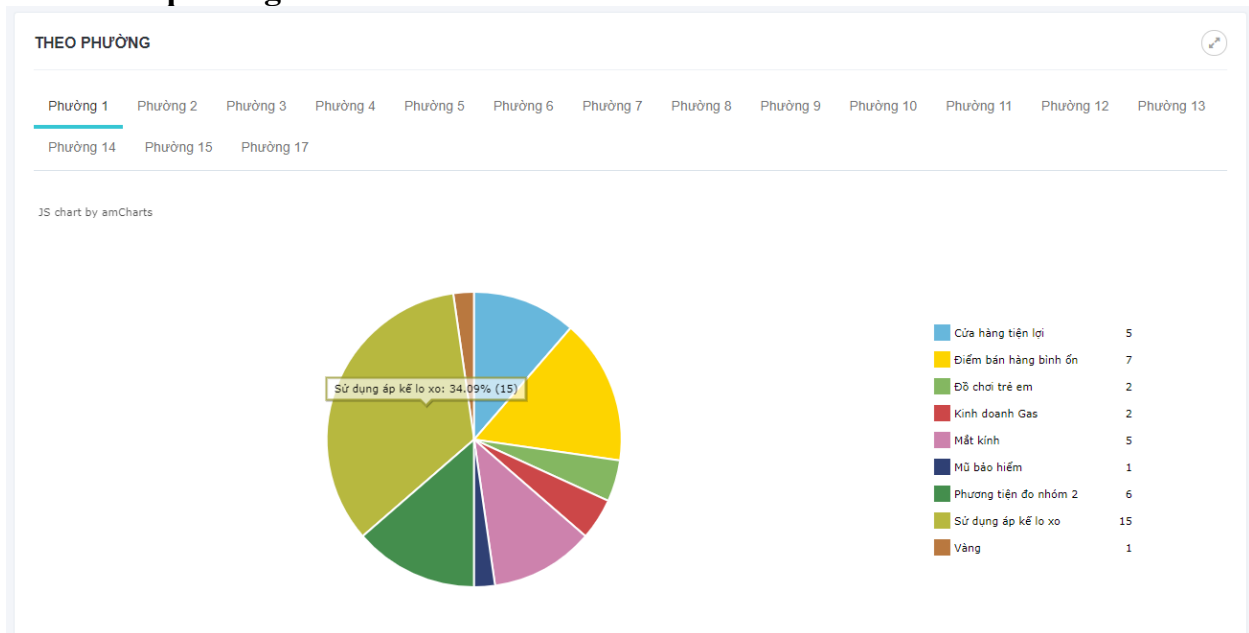 THEO PHƯỜNG
Phường 1 Phường 2 Phường 3 Phường 4 Phường 5 Phường 6 Phường 7 Phường 8 Phường 9 Phường 10 Phường 11 Phường 12 Phường 13
Phường 14 Phường 15 Phường 17
JS chart by amCharts
Sử dụng áp kế lo xo: 34.09% (15)
Cửa hàng tiện lợi 5
Điểm bán hàng bình ổn 7
Đồ chơi trẻ em 2
Kinh doanh Gas 2
Mắt kính 5
Mũ bảo hiểm 1
Phương tiện đo nhóm 2 6
Sử dụng áp kế lo xo 15
Vàng 1